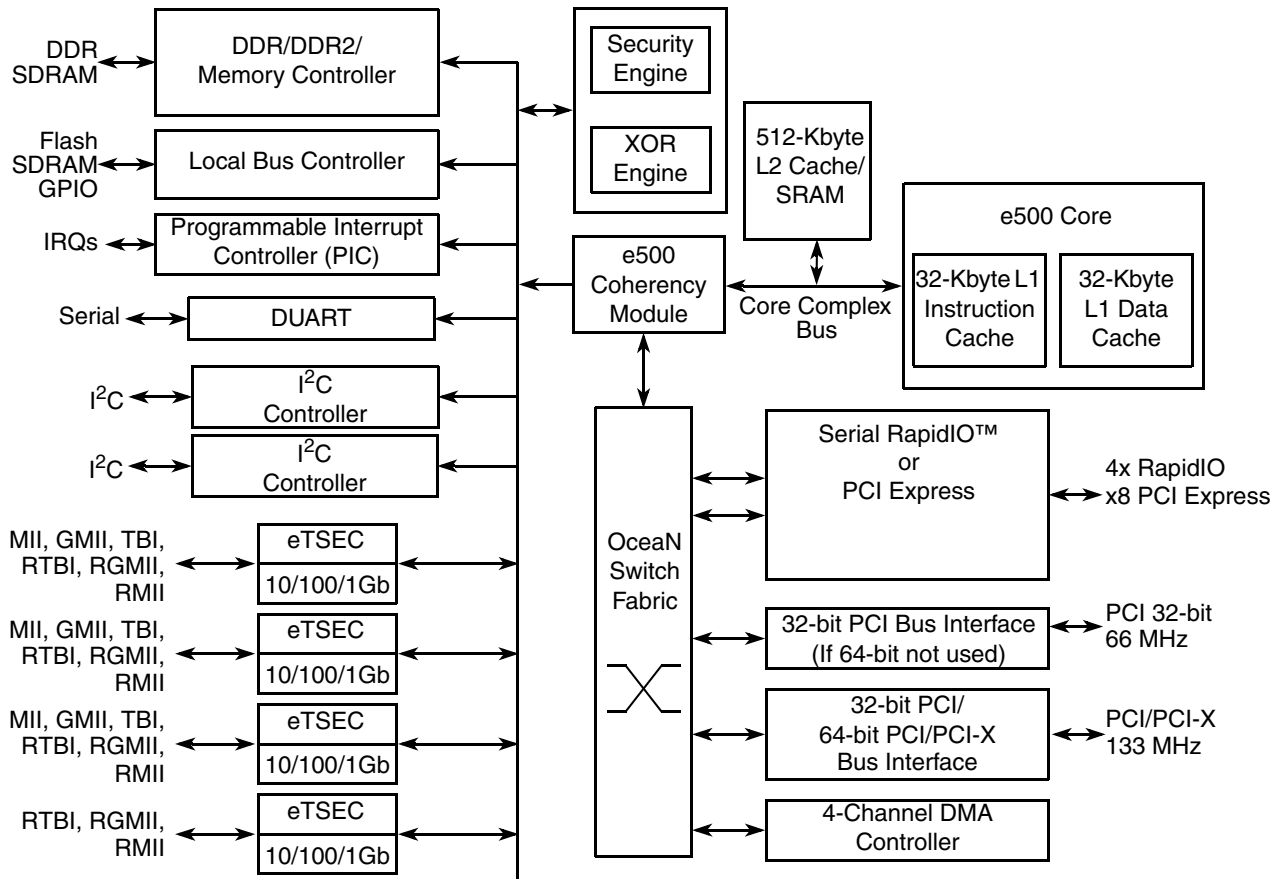 DDR
SDRAM
DDR/DDR2/
Memory Controller
Flash
SDRAM
GPIO
Local Bus Controller
IRQs
Programmable Interrupt
Controller (PIC)
Serial
DUART
I²C
I²C
Controller
I²C
I²C
Controller
MII, GMII, TBI,
RTBI, RGMII,
RMII
eTSEC
10/100/1Gb
MII, GMII, TBI,
RTBI, RGMII,
RMII
eTSEC
10/100/1Gb
MII, GMII, TBI,
RTBI, RGMII,
RMII
eTSEC
10/100/1Gb
RTBI, RGMII,
RMII
eTSEC
10/100/1Gb
Security
Engine
XOR
Engine
512-Kbyte
L2 Cache/
SRAM
e500
Coherency
Module
Core Complex
Bus
e500 Core
32-Kbyte L1
Instruction
Cache
32-Kbyte
L1 Data
Cache
OceaN
Switch
Fabric
Serial RapidIO™
or
PCI Express
4x RapidIO
x8 PCI Express
32-bit PCI Bus Interface
(If 64-bit not used)
PCI 32-bit
66 MHz
32-bit PCI/
64-bit PCI/PCI-X
Bus Interface
PCI/PCI-X
133 MHz
4-Channel DMA
Controller